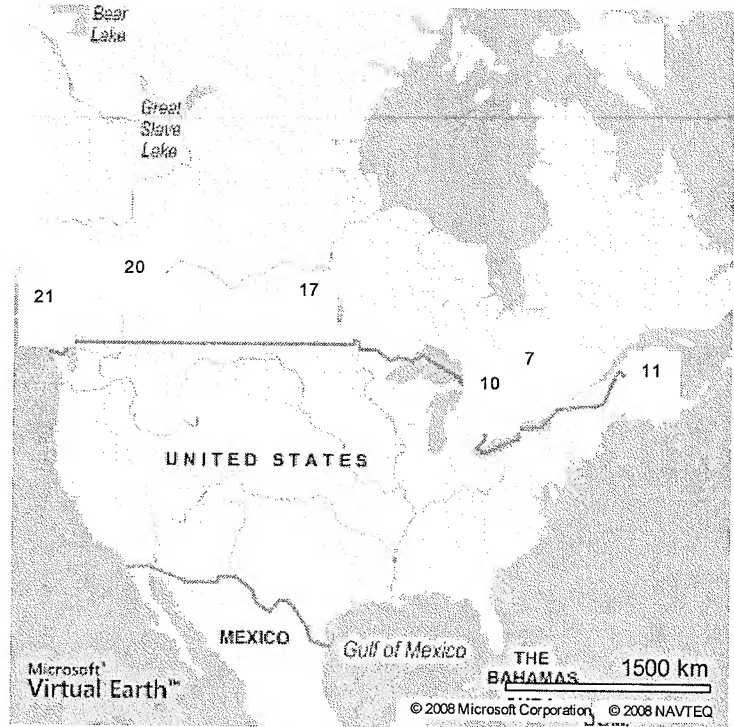 Bear
Lake
Great
Slave
Lake
20
21
17
7
10
11
UNITED STATES
MEXICO
Gulf of Mexico
THE
BAHAMAS
1500 km
Microsoft®
Virtual Earth™
© 2008 Microsoft Corporation
© 2008 NAVTEQ